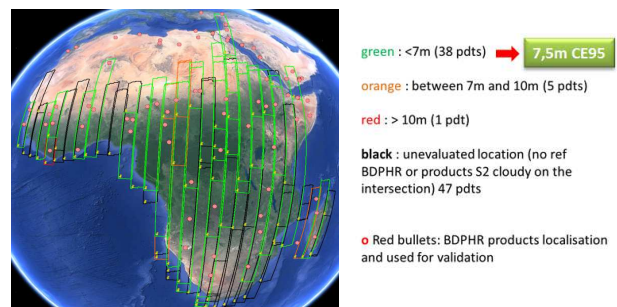 green : <7m (38 pdts)
7,5m CE95
orange : between 7m and 10m (5 pdts)
red : > 10m (1 pdt)
black : unevaluated location (no ref
BDPHR or products S2 cloudy on the
intersection) 47 pdts
o Red bullets: BDPHR products localisation
and used for validation